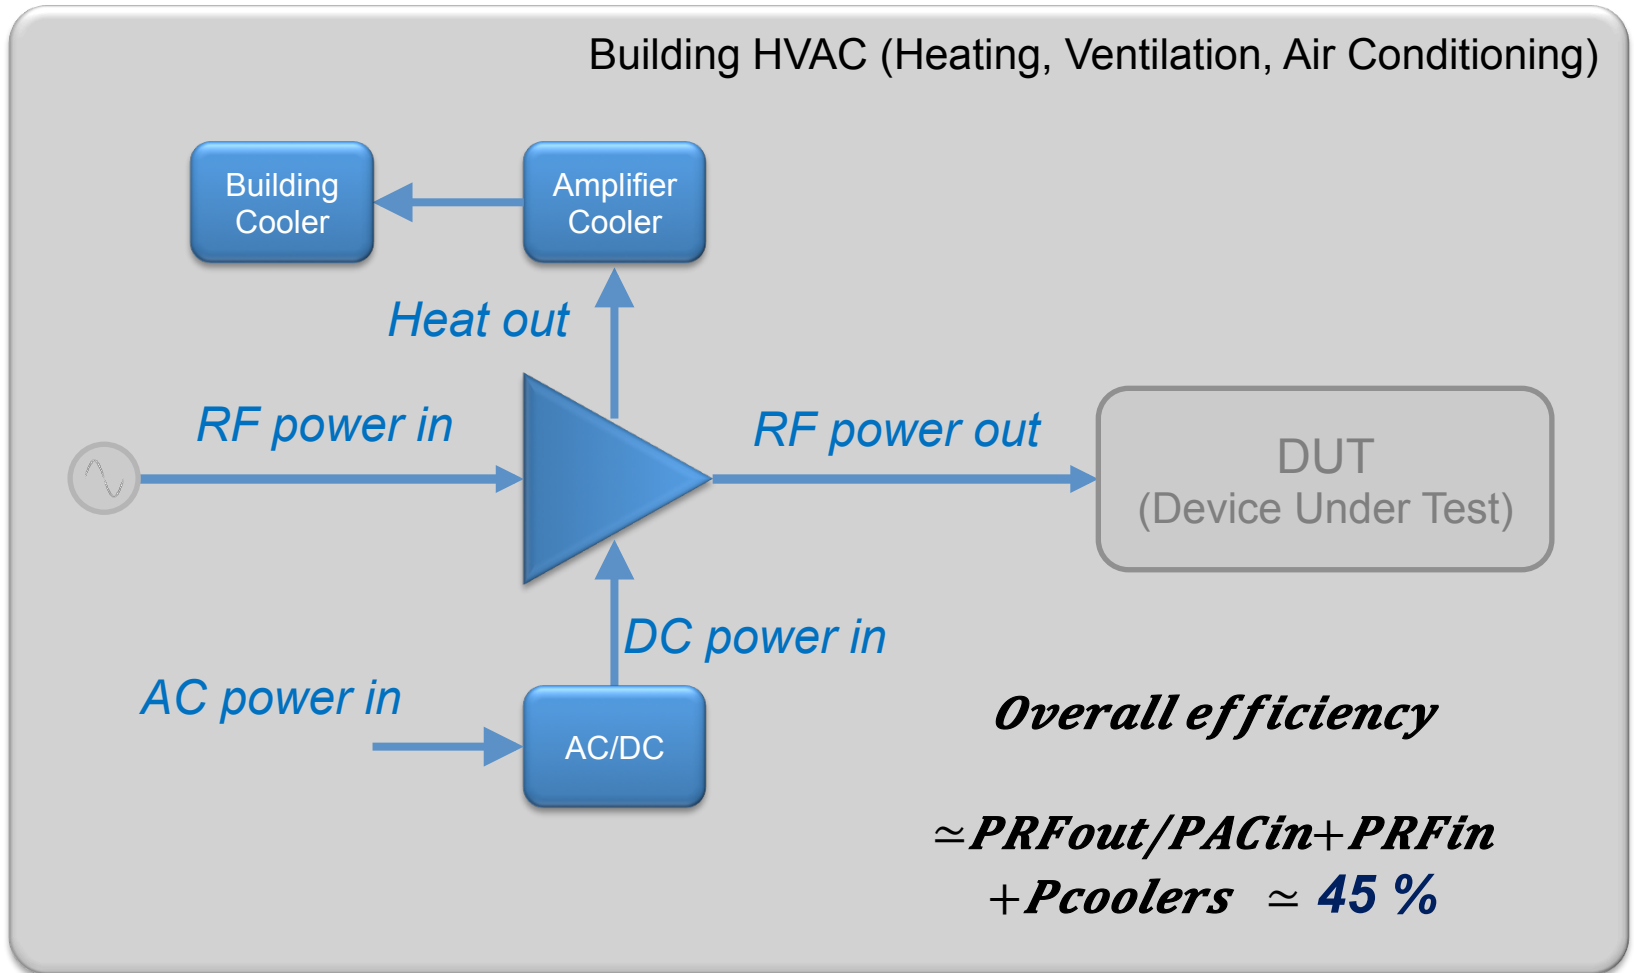 Building HVAC (Heating, Ventilation, Air Conditioning)
Building
Cooler
Amplifier
Cooler
Heat out
RF power in
RF power out
DUT
(Device Under Test)
DC power in
AC power in
AC/DC
Overall efficiency
≃PRFout/PACin+PRFin
+Pcoolers ≃ 45 %